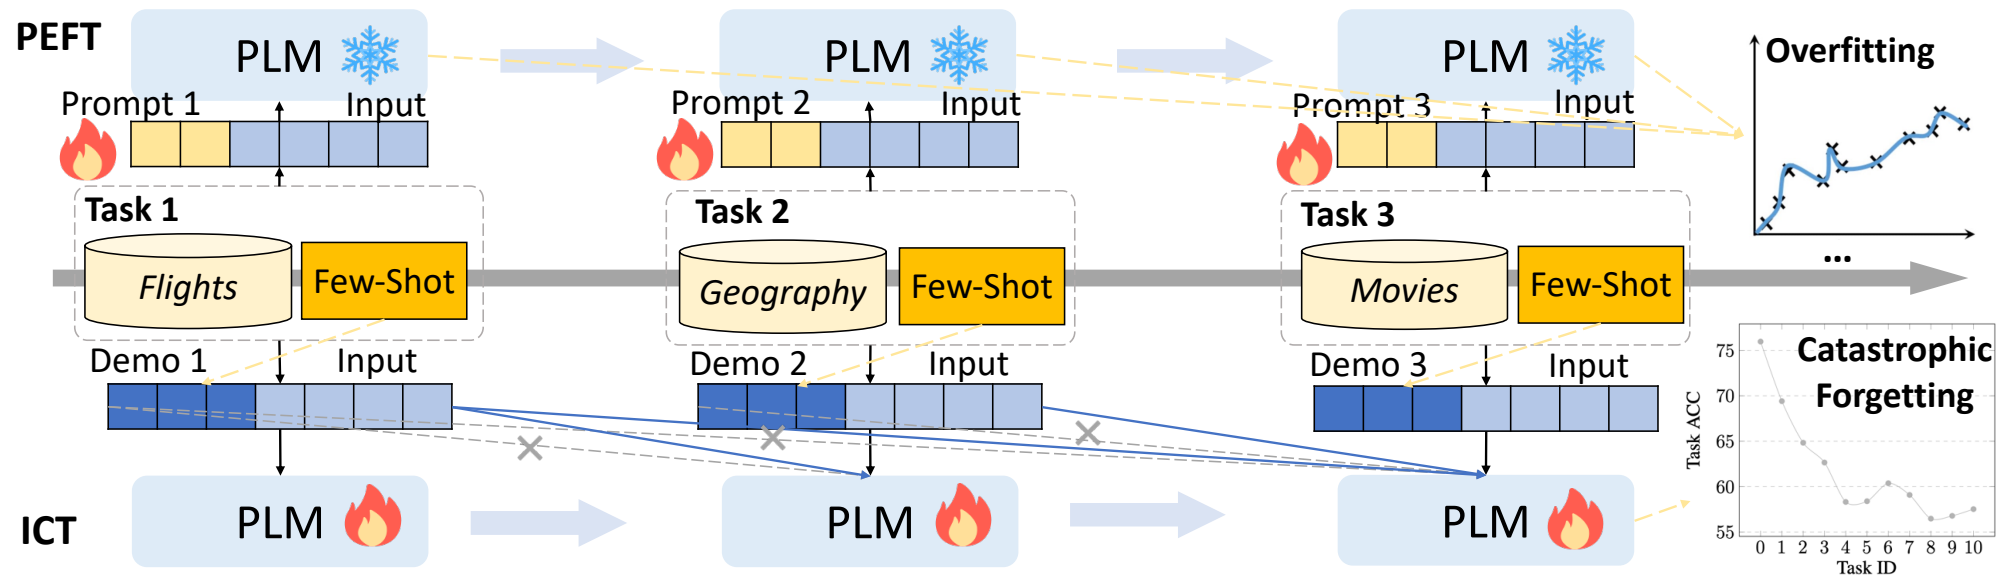 PEFT
PLM
PLM
PLM
Overfitting
Prompt 1
Input
Prompt 2
Input
Prompt 3
Input
Task 1
Task 2
Task 3
Flights
Few-Shot
Geography
Few-Shot
Movies
Few-Shot
...
Demo 1
Input
Demo 2
Input
Demo 3
Input
Catastrophic
Forgetting
75
70
65
60
55
Task ACC
0 1 2 3 4 5 6 7 8 9 10
Task ID
ICT
PLM
PLM
PLM